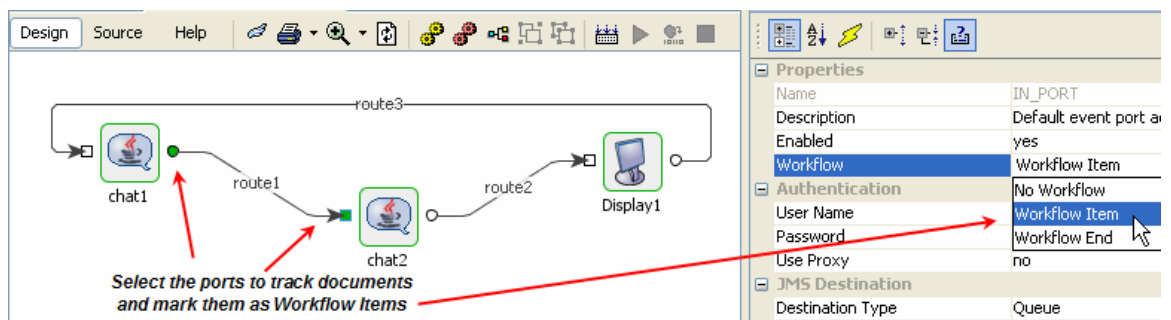 Design Source Help
route3
chat1
route1
chat2
route2
Display1
Select the ports to track documents
and mark them as Workflow Items
Properties
Name IN_PORT
Description Default event port a
Enabled yes
Workflow Workflow Item
No Workflow
Workflow Item
Workflow End
Authentication
User Name
Password
Use Proxy no
JMS Destination
Destination Type Queue